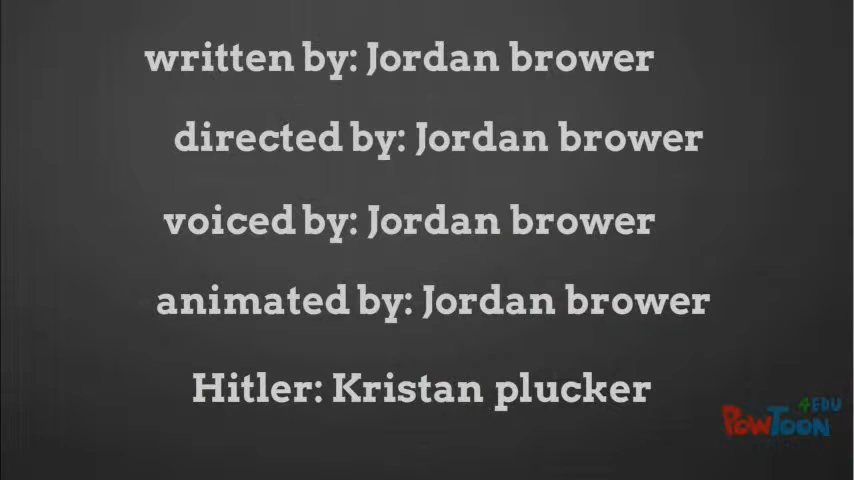 written by: Jordan brower
directed by: Jordan brower
voiced by: Jordan brower
animated by: Jordan brower
Hitler: Kristan plucker
4EDU
PowToon